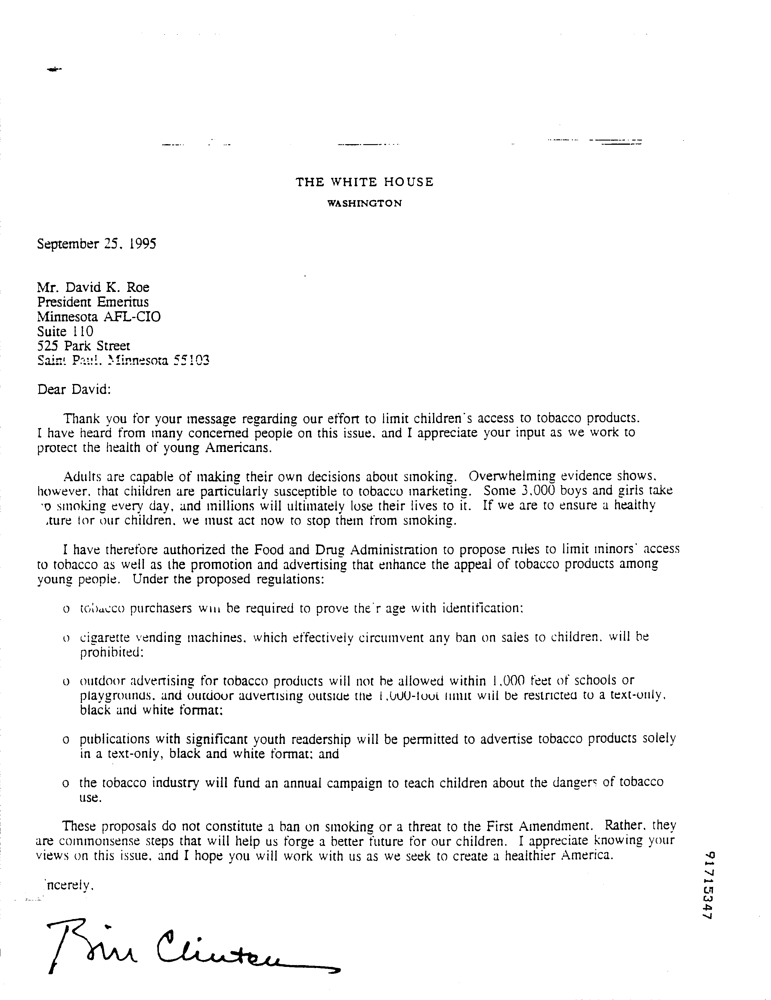 THE WHITE HOUSE
WASHINGTON
September 25, 1995
Mr. David K. Roe
President Emeritus
Minnesota AFL-CIO
Suite 110
525 Park Street
Saint Paul, Minnesota 55103
Dear David:
Thank you for your message regarding our effort to limit children's access to tobacco products.
I have heard from many concerned people on this issue, and I appreciate your input as we work to
protect the health of young Americans.
Adults are capable of making their own decisions about smoking. Overwhelming evidence shows,
however, that children are particularly susceptible to tobacco marketing. Some 3,000 boys and girls take
'o smoking every day, and millions will ultimately lose their lives to it. If we are to ensure a healthy
.ture for our children, we must act now to stop them from smoking.
I have therefore authorized the Food and Drug Administration to propose rules to limit minors' access
to tobacco as well as the promotion and advertising that enhance the appeal of tobacco products among
young people. Under the proposed regulations:
o tobacco purchasers will be required to prove the'r age with identification;
o cigarette vending machines, which effectively circumvent any ban on sales to children, will be
prohibited;
o outdoor advertising for tobacco products will not be allowed within 1,000 feet of schools or
playgrounds, and outdoor advertising outside the 1,000-foot limit will be restricted to a text-only,
black and white format;
o publications with significant youth readership will be permitted to advertise tobacco products solely
in a text-only, black and white format; and
o the tobacco industry will fund an annual campaign to teach children about the dangers of tobacco
use.
These proposals do not constitute a ban on smoking or a threat to the First Amendment. Rather, they
are commonsense steps that will help us forge a better future for our children. I appreciate knowing your
views on this issue, and I hope you will work with us as we seek to create a healthier America.
'ncerely,
Bill Clinton
91715347